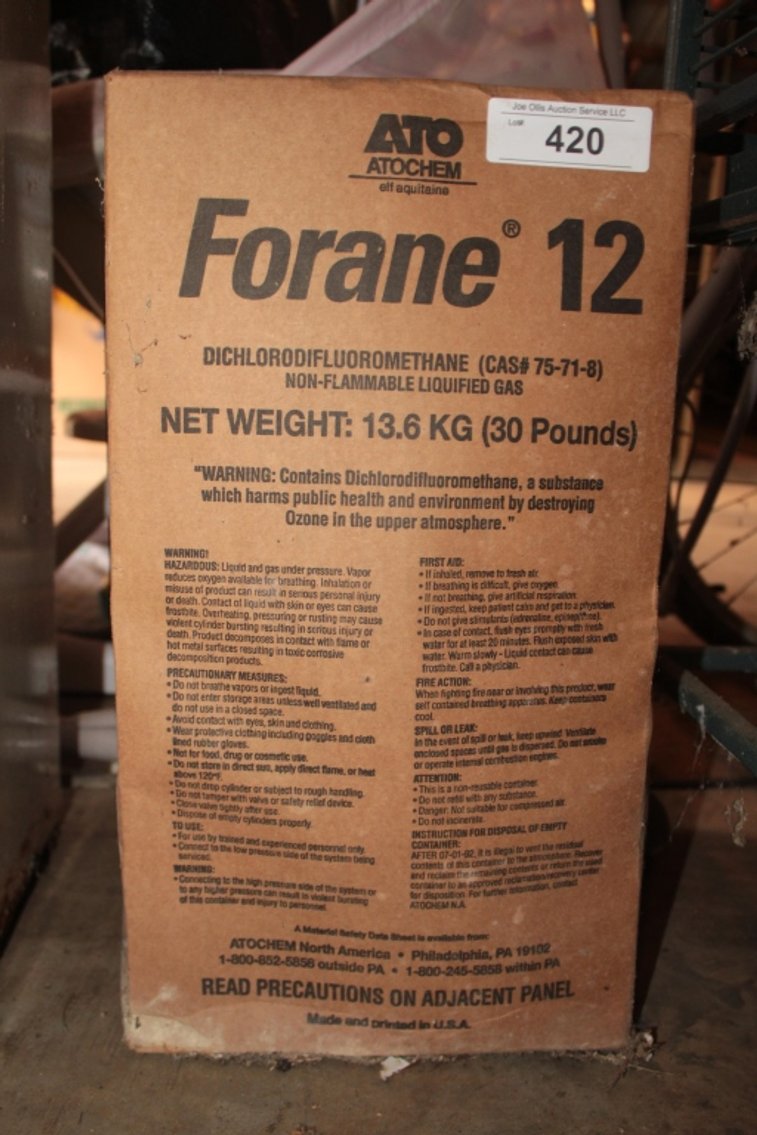 Joe Ollis Auction Service LLC
Lot#:
420
ATO
ATOCHEM
elf aquitaine
Forane® 12
DICHLORODIFLUOROMETHANE (CAS# 75-71-8)
NON-FLAMMABLE LIQUIFIED GAS
NET WEIGHT: 13.6 KG (30 Pounds)
"WARNING: Contains Dichlorodifluoromethane, a substance
which harms public health and environment by destroying
Ozone in the upper atmosphere."
WARNING!
HAZARDOUS: Liquid and gas under pressure. Vapor
reduces oxygen available for breathing. Inhalation or
misuse of product can result in serious personal injury
or death. Contact of liquid with skin or eyes can cause
frostbite. Overheating, pressuring or rusting may cause
violent cylinder bursting resulting in serious injury or
death. Product decomposes in contact with flame or
hot metal surfaces resulting in toxic corrosive
decomposition products.
PRECAUTIONARY MEASURES:
• Do not breathe vapors or ingest liquid.
• Do not enter storage areas unless well ventilated and
do not use in a closed space.
• Avoid contact with eyes, skin and clothing.
• Wear protective clothing including goggles and cloth
lined rubber gloves.
• Not for food, drug or cosmetic use.
• Do not store in direct sun, apply direct flame, or heat
above 120°F.
• Do not drop cylinder or subject to rough handling.
• Do not tamper with valve or safety relief device.
• Close valve tightly after use.
• Dispose of empty cylinders properly.
TO USE:
• For use by trained and experienced personnel only.
• Connect to the low pressure side of the system being
serviced.
WARNING:
• Connecting to the high pressure side of the system or
to any higher pressure can result in violent bursting
of this container and injury to personnel.
FIRST AID:
• If inhaled, remove to fresh air.
• If breathing is difficult, give oxygen.
• If not breathing, give artificial respiration.
• If ingested, keep patient calm and get to a physician.
• Do not give stimulants (adrenaline, epinephrine).
• In case of contact, flush eyes promptly with fresh
water for at least 20 minutes. Flush exposed skin with
water. Warm slowly - Liquid contact can cause
frostbite. Call a physician.
FIRE ACTION:
When fighting fire near or involving this product, wear
self contained breathing apparatus. Keep containers
cool.
SPILL OR LEAK:
In the event of spill or leak, keep upwind. Ventilate
enclosed spaces until gas is dispersed. Do not smoke
or operate internal combustion engines.
ATTENTION:
• This is a non-reusable container.
• Do not refill with any substance.
• Danger: Not suitable for compressed air.
• Do not incinerate.
INSTRUCTION FOR DISPOSAL OF EMPTY
CONTAINER:
AFTER 07-01-92, it is illegal to vent the residual
contents of this container to the atmosphere. Recover
and reclaim the remaining contents or return the used
container to an approved reclamation/recovery center
for disposition. For further information, contact
ATOCHEM N.A.
A Material Safety Data Sheet is available from:
ATOCHEM North America • Philadelphia, PA 19102
1-800-852-5858 outside PA • 1-800-245-5858 within PA
READ PRECAUTIONS ON ADJACENT PANEL
Made and printed in U.S.A.